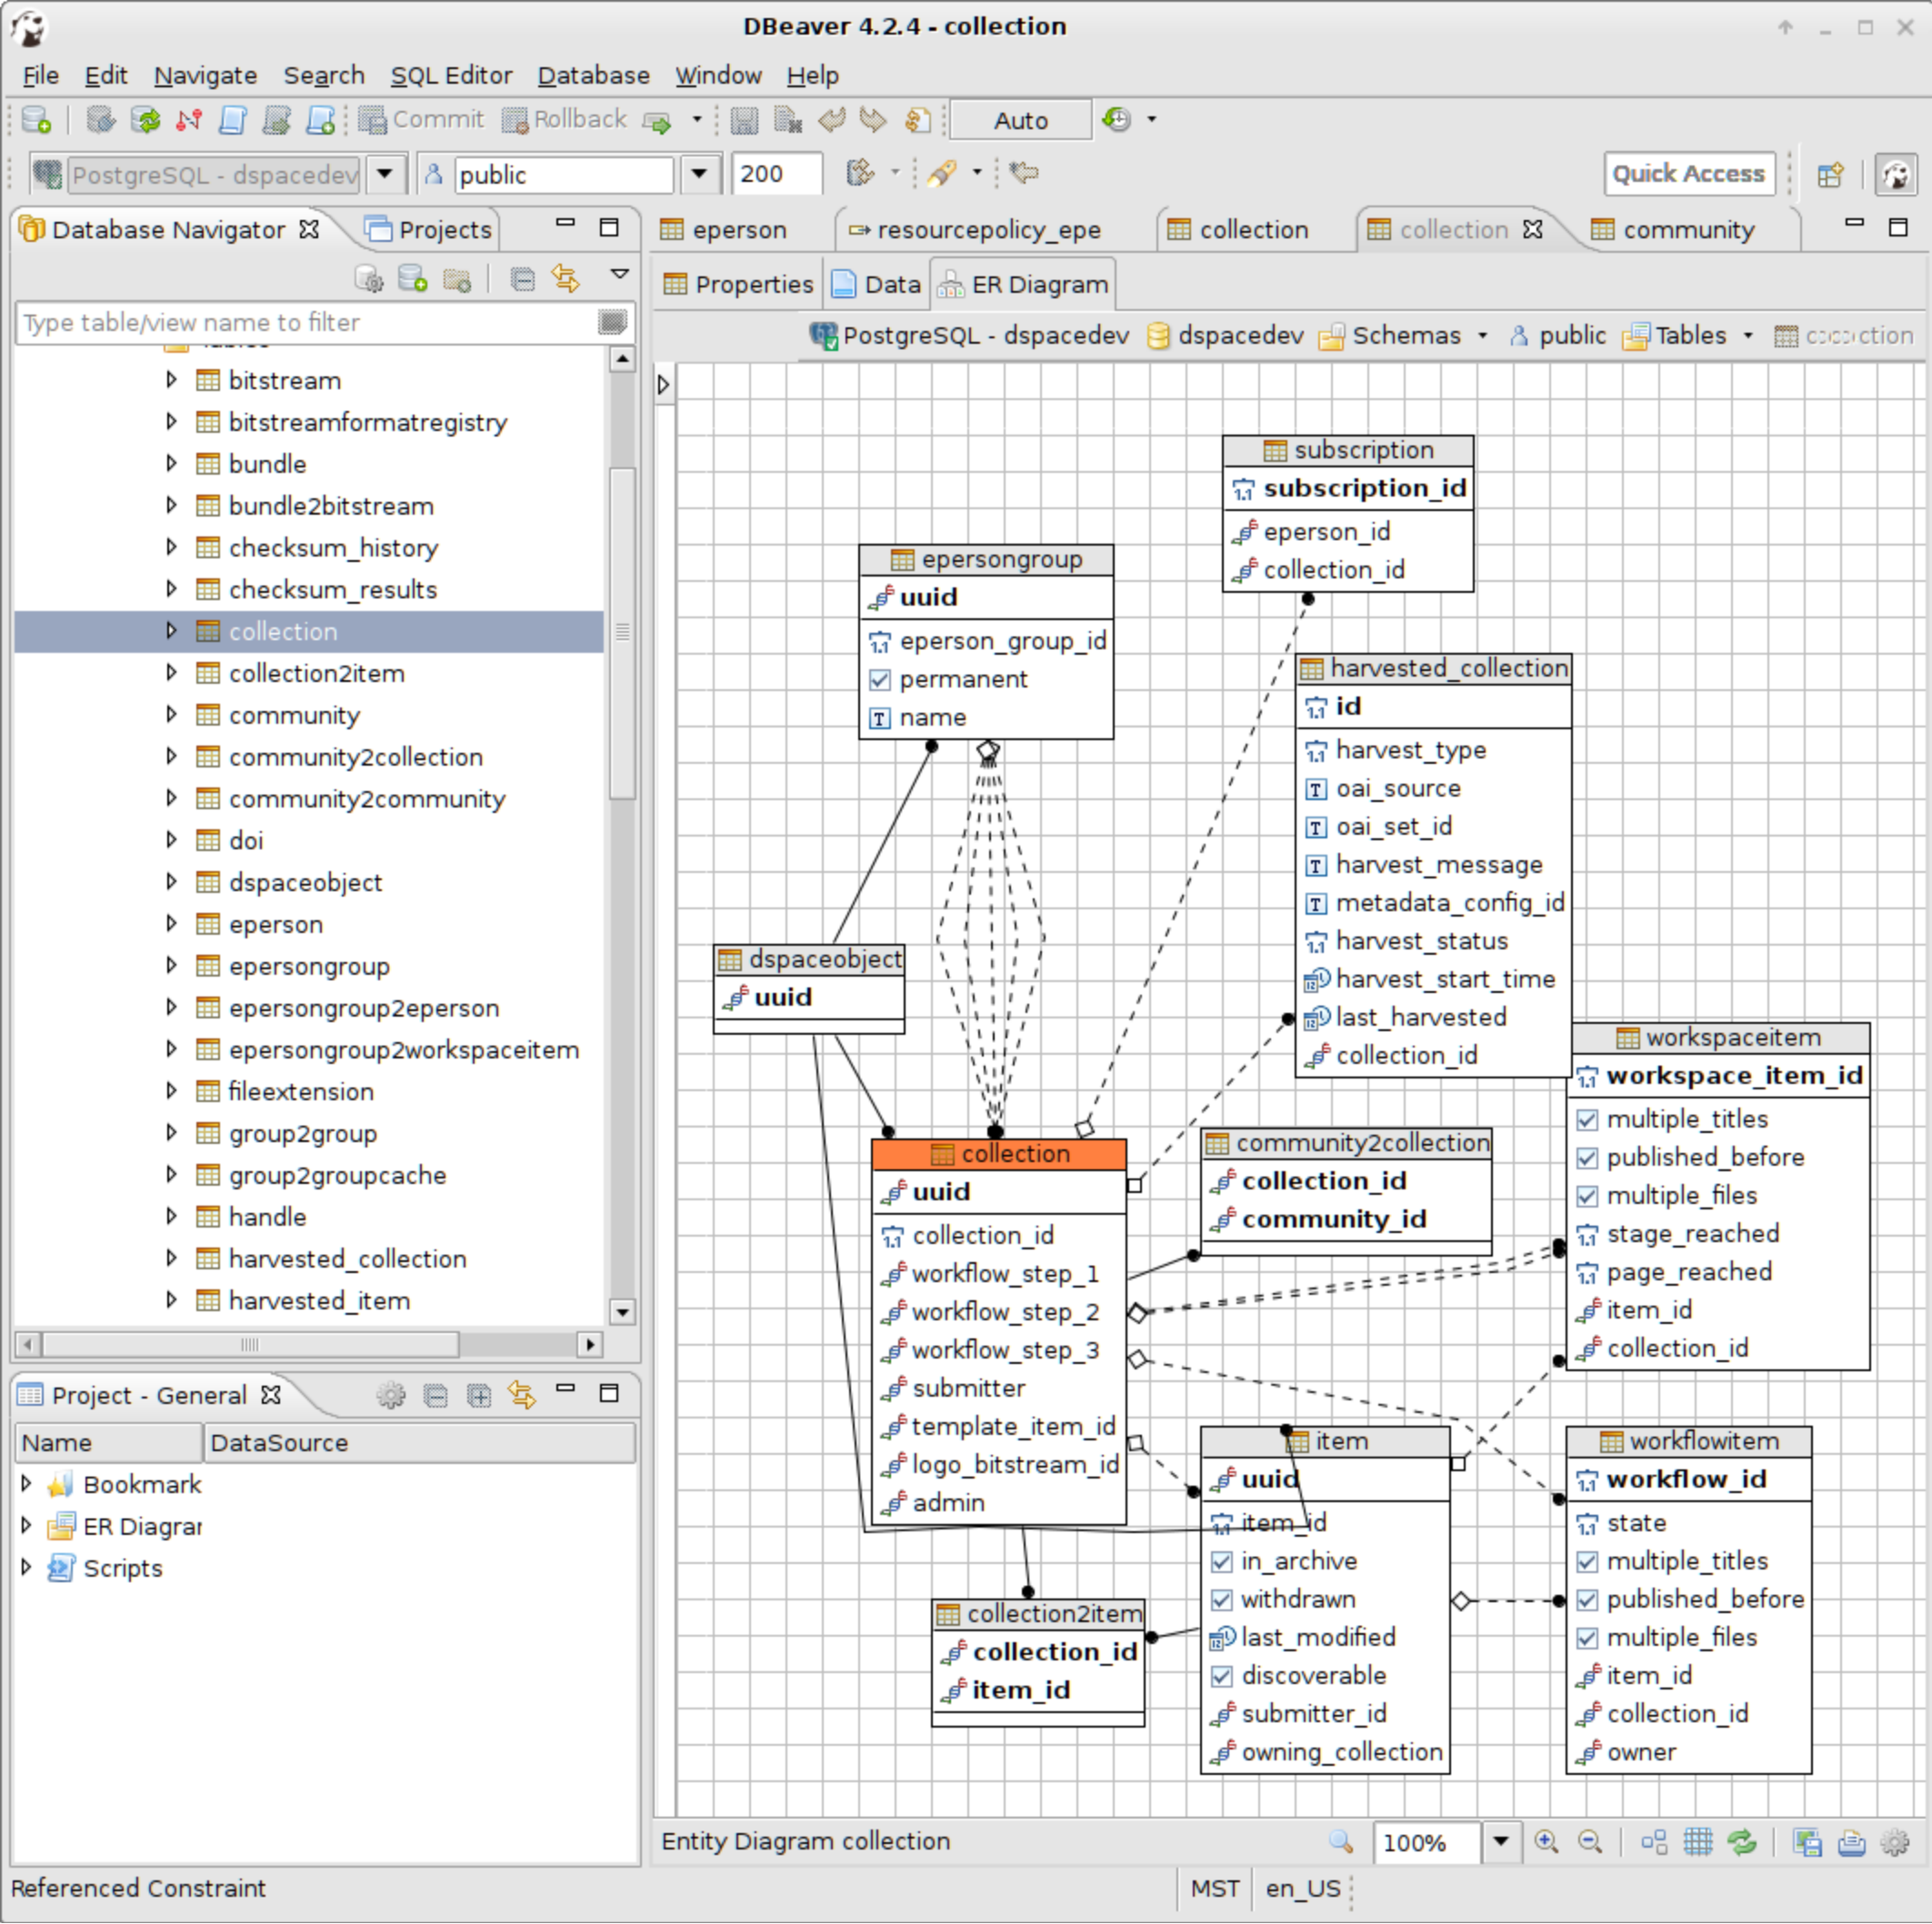 DBeaver 4.2.4 - collection
File Edit Navigate Search SQL Editor Database Window Help
Commit Rollback Auto
PostgreSQL - dspacedev public 200 Quick Access
Database Navigator Projects
eperson resourcepolicy_epe collection collection community
Properties Data ER Diagram
Type table/view name to filter
PostgreSQL - dspacedev dspacedev Schemas public Tables
bitstream
bitstreamformatregistry
bundle
bundle2bitstream
checksum_history
checksum_results
collection
collection2item
community
community2collection
community2community
doi
dspaceobject
eperson
epersongroup
epersongroup2eperson
epersongroup2workspaceitem
fileextension
group2group
group2groupcache
handle
harvested_collection
harvested_item
Project - General
Name DataSource
Bookmark
ER Diagrar
Scripts
subscription
subscription_id
eperson_id
collection_id
epersongroup
uuid
eperson_group_id
permanent
name
harvested_collection
id
harvest_type
oai_source
oai_set_id
harvest_message
metadata_config_id
harvest_status
harvest_start_time
last_harvested
collection_id
dspaceobject
uuid
workspaceitem
workspace_item_id
multiple_titles
published_before
multiple_files
stage_reached
page_reached
item_id
collection_id
collection
uuid
collection_id
workflow_step_1
workflow_step_2
workflow_step_3
submitter
template_item_id
logo_bitstream_id
admin
community2collection
collection_id
community_id
item
uuid
item_id
in_archive
withdrawn
last_modified
discoverable
submitter_id
owning_collection
workflowitem
workflow_id
state
multiple_titles
published_before
multiple_files
item_id
collection_id
owner
collection2item
collection_id
item_id
Entity Diagram collection 100%
Referenced Constraint MST en_US